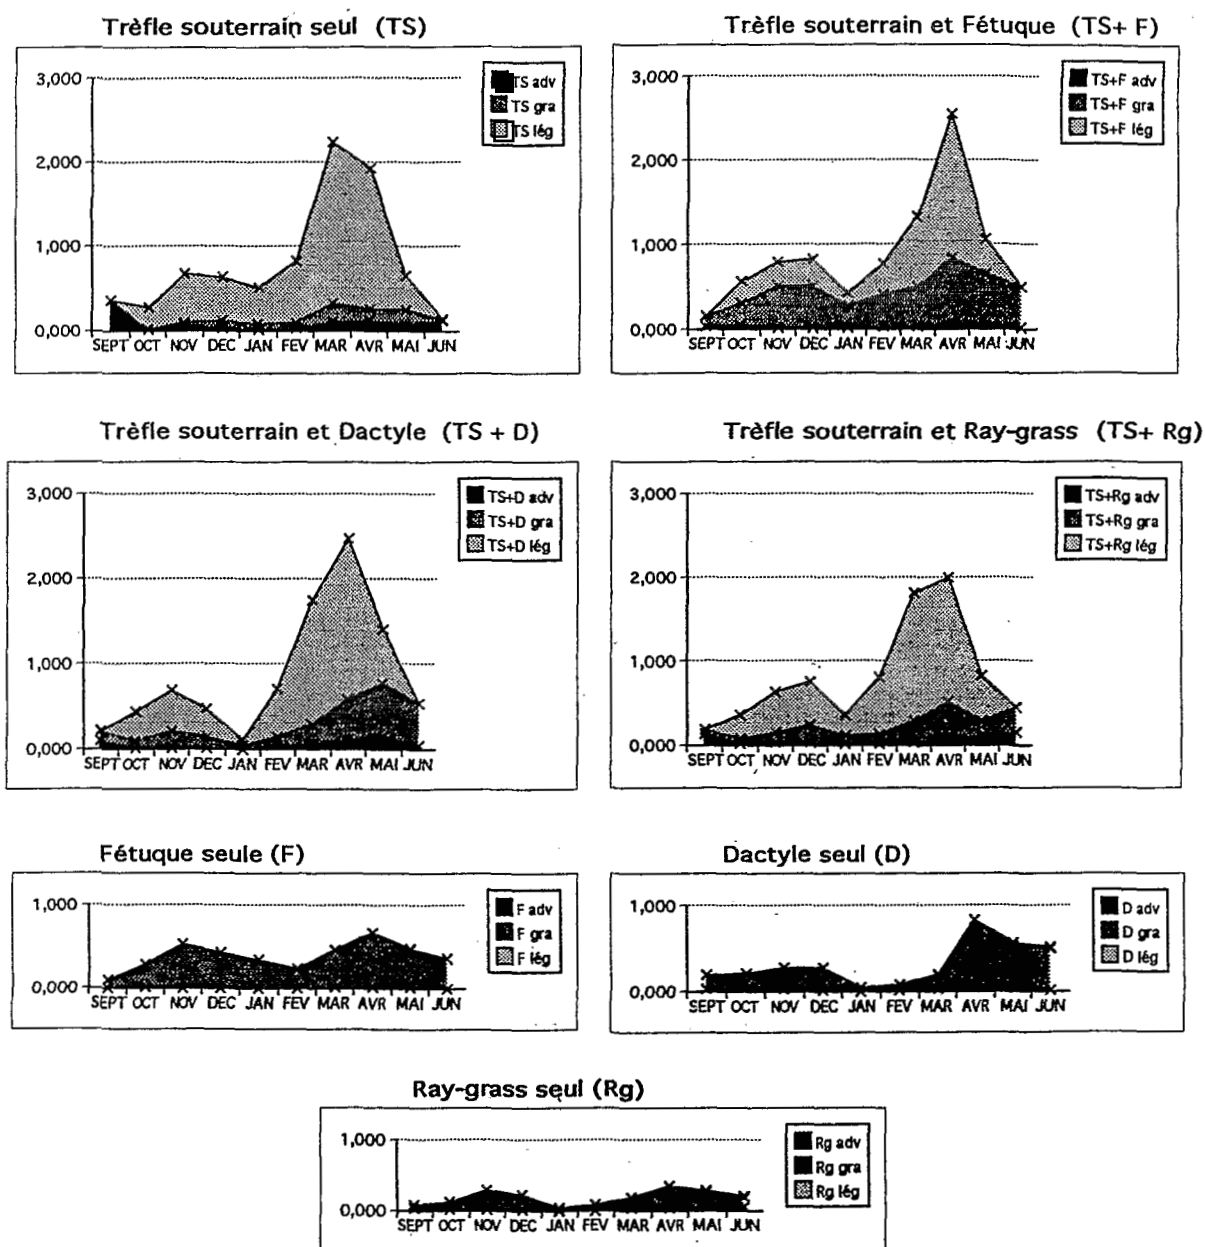 Trèfle souterrain seul (TS)
3,000
2,000
1,000
0,000
SEPT OCT NOV DEC JAN FEV MAR AVR MAI JUN
TS adv
TS gra
TS lég
Trèfle souterrain et Fétuque (TS+ F)
3,000
2,000
1,000
0,000
SEPT OCT NOV DEC JAN FEV MAR AVR MAI JUN
TS+F adv
TS+F gra
TS+F lég
Trèfle souterrain et Dactyle (TS + D)
3,000
2,000
1,000
0,000
SEPT OCT NOV DEC JAN FEV MAR AVR MAI JUN
TS+D adv
TS+D gra
TS+D lég
Trèfle souterrain et Ray-grass (TS+ Rg)
3,000
2,000
1,000
0,000
SEPT OCT NOV DEC JAN FEV MAR AVR MAI JUN
TS+Rg adv
TS+Rg gra
TS+Rg lég
Fétuque seule (F)
1,000
0,000
SEPT OCT NOV DEC JAN FEV MAR AVR MAI JUN
F adv
F gra
F lég
Dactyle seul (D)
1,000
0,000
SEPT OCT NOV DEC JAN FEV MAR AVR MAI JUN
D adv
D gra
D lég
Ray-grass seul (Rg)
1,000
0,000
SEPT OCT NOV DEC JAN FEV MAR AVR MAI JUN
Rg adv
Rg gra
Rg lég